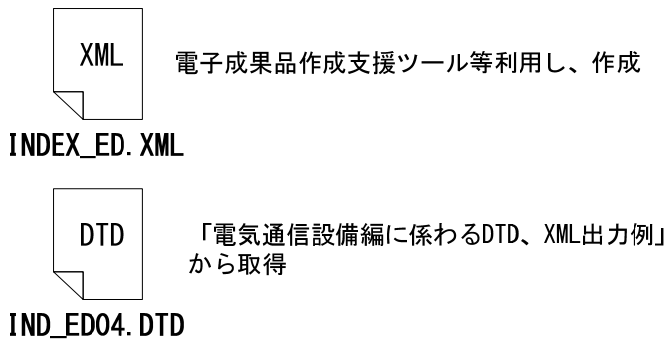 XML
電子成果品作成支援ツール等利用し、作成
INDEX_ED.XML
DTD
「電気通信設備編に係わるDTD、XML出力例」
から取得
IND_ED04.DTD